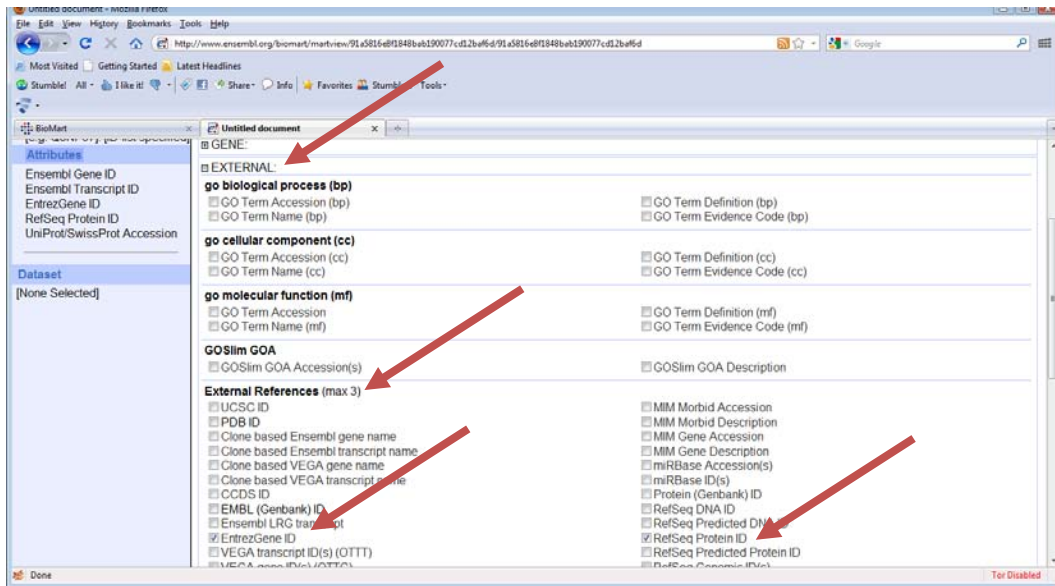 Untitled document - Mozilla Firefox
File Edit View History Bookmarks Tools Help
http://www.ensembl.org/biomart/martview/91a5816e8f1848bab190077cd12baf6d/91a5816e8f1848bab190077cd12baf6d
Google
Most Visited Getting Started Latest Headlines
Stumble! All I like it! Share Info Favorites Stumble Tools
BioMart
Untitled document
Attributes
Ensembl Gene ID
Ensembl Transcript ID
EntrezGene ID
RefSeq Protein ID
UniProt/SwissProt Accession
Dataset
[None Selected]
GENE:
EXTERNAL:
go biological process (bp)
GO Term Accession (bp) GO Term Definition (bp)
GO Term Name (bp) GO Term Evidence Code (bp)
go cellular component (cc)
GO Term Accession (cc) GO Term Definition (cc)
GO Term Name (cc) GO Term Evidence Code (cc)
go molecular function (mf)
GO Term Accession GO Term Definition (mf)
GO Term Name (mf) GO Term Evidence Code (mf)
GOSlim GOA
GOSlim GOA Accession(s) GOSlim GOA Description
External References (max 3)
UCSC ID MIM Morbid Accession
PDB ID MIM Morbid Description
Clone based Ensembl gene name MIM Gene Accession
Clone based Ensembl transcript name MIM Gene Description
Clone based VEGA gene name miRBase Accession(s)
Clone based VEGA transcript name miRBase ID(s)
CCDS ID Protein (Genbank) ID
EMBL (Genbank) ID RefSeq DNA ID
Ensembl LRG transcript RefSeq Predicted DNA ID
EntrezGene ID RefSeq Protein ID
VEGA transcript ID(s) (OTTT) RefSeq Predicted Protein ID
VEGA gene ID(s) (OTTG) RefSeq Genomic ID(s)
Done Tor Disabled